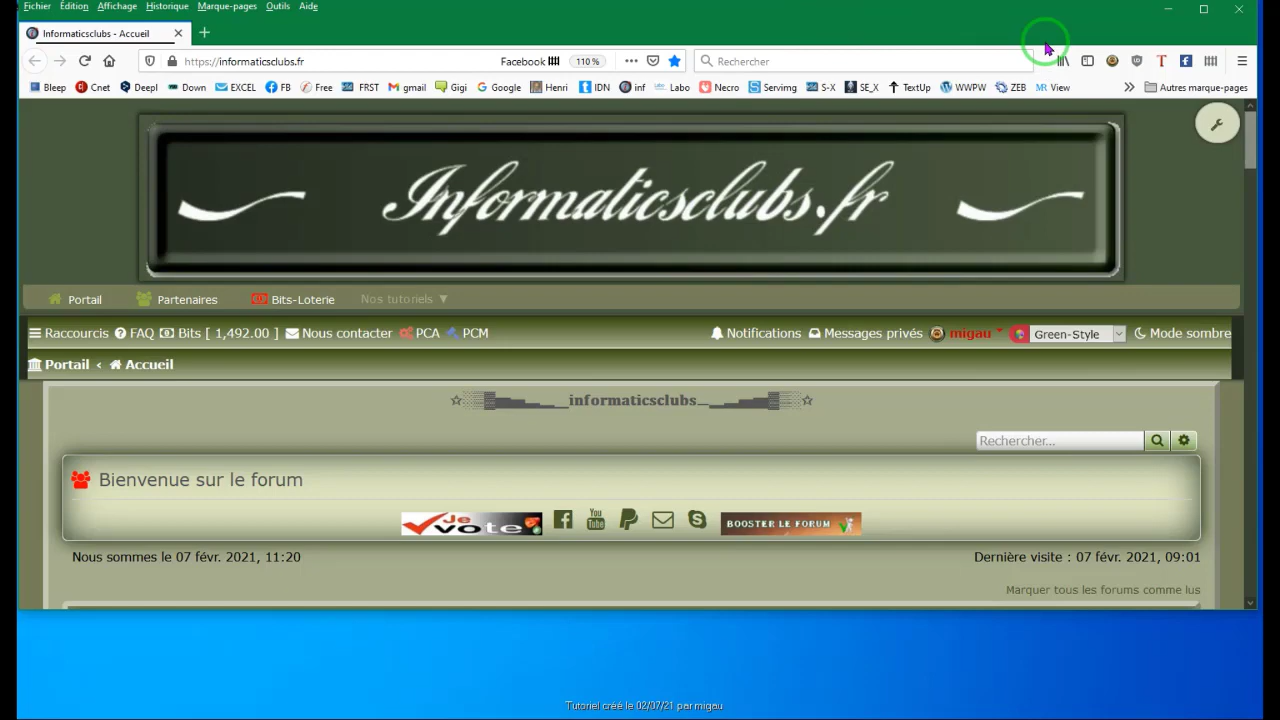 Fichier Édition Affichage Historique Marque-pages Outils Aide
Informaticsclubs - Accueil
https://informaticsclubs.fr Facebook 110 % Rechercher
Bleep Cnet Deepl Down EXCEL FB Free FRST gmail Gigi Google Henri IDN inf Labo Necro Servimg S-X SE_X TextUp WWPW ZEB View Autres marque-pages
Informaticsclubs.fr
Portail Partenaires Bits-Loterie Nos tutoriels ▼
Raccourcis FAQ Bits [ 1,492.00 ] Nous contacter PCA PCM Notifications Messages privés migau Green-Style Mode sombre
Portail ‹ Accueil
☆░▒▓▅▃▂▁informaticsclubs▁▂▃▅▓▒░☆
Rechercher...
Bienvenue sur le forum
Je vote You Tube BOOSTER LE FORUM
Nous sommes le 07 févr. 2021, 11:20 Dernière visite : 07 févr. 2021, 09:01
Marquer tous les forums comme lus
Tutoriel créé le 02/07/21 par migau